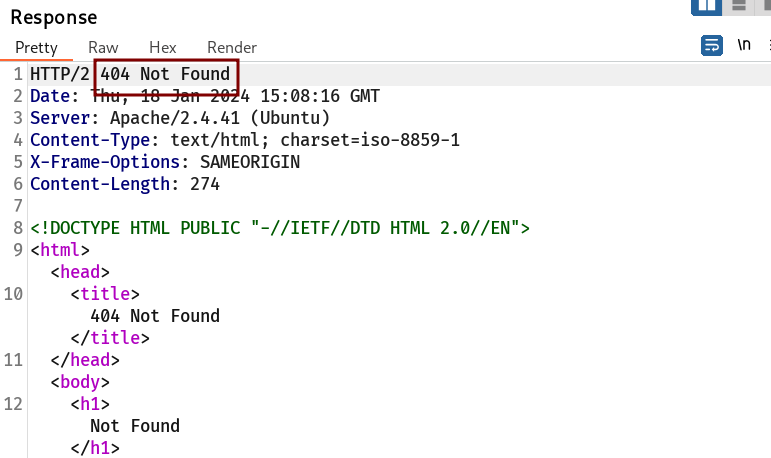 Response
Pretty Raw Hex Render \n
1 HTTP/2 404 Not Found
2 Date: Thu, 18 Jan 2024 15:08:16 GMT
3 Server: Apache/2.4.41 (Ubuntu)
4 Content-Type: text/html; charset=iso-8859-1
5 X-Frame-Options: SAMEORIGIN
6 Content-Length: 274
7
8 <!DOCTYPE HTML PUBLIC "-//IETF//DTD HTML 2.0//EN">
9 <html>
<head>
10 <title>
404 Not Found
</title>
11 </head>
<body>
12 <h1>
Not Found
</h1>